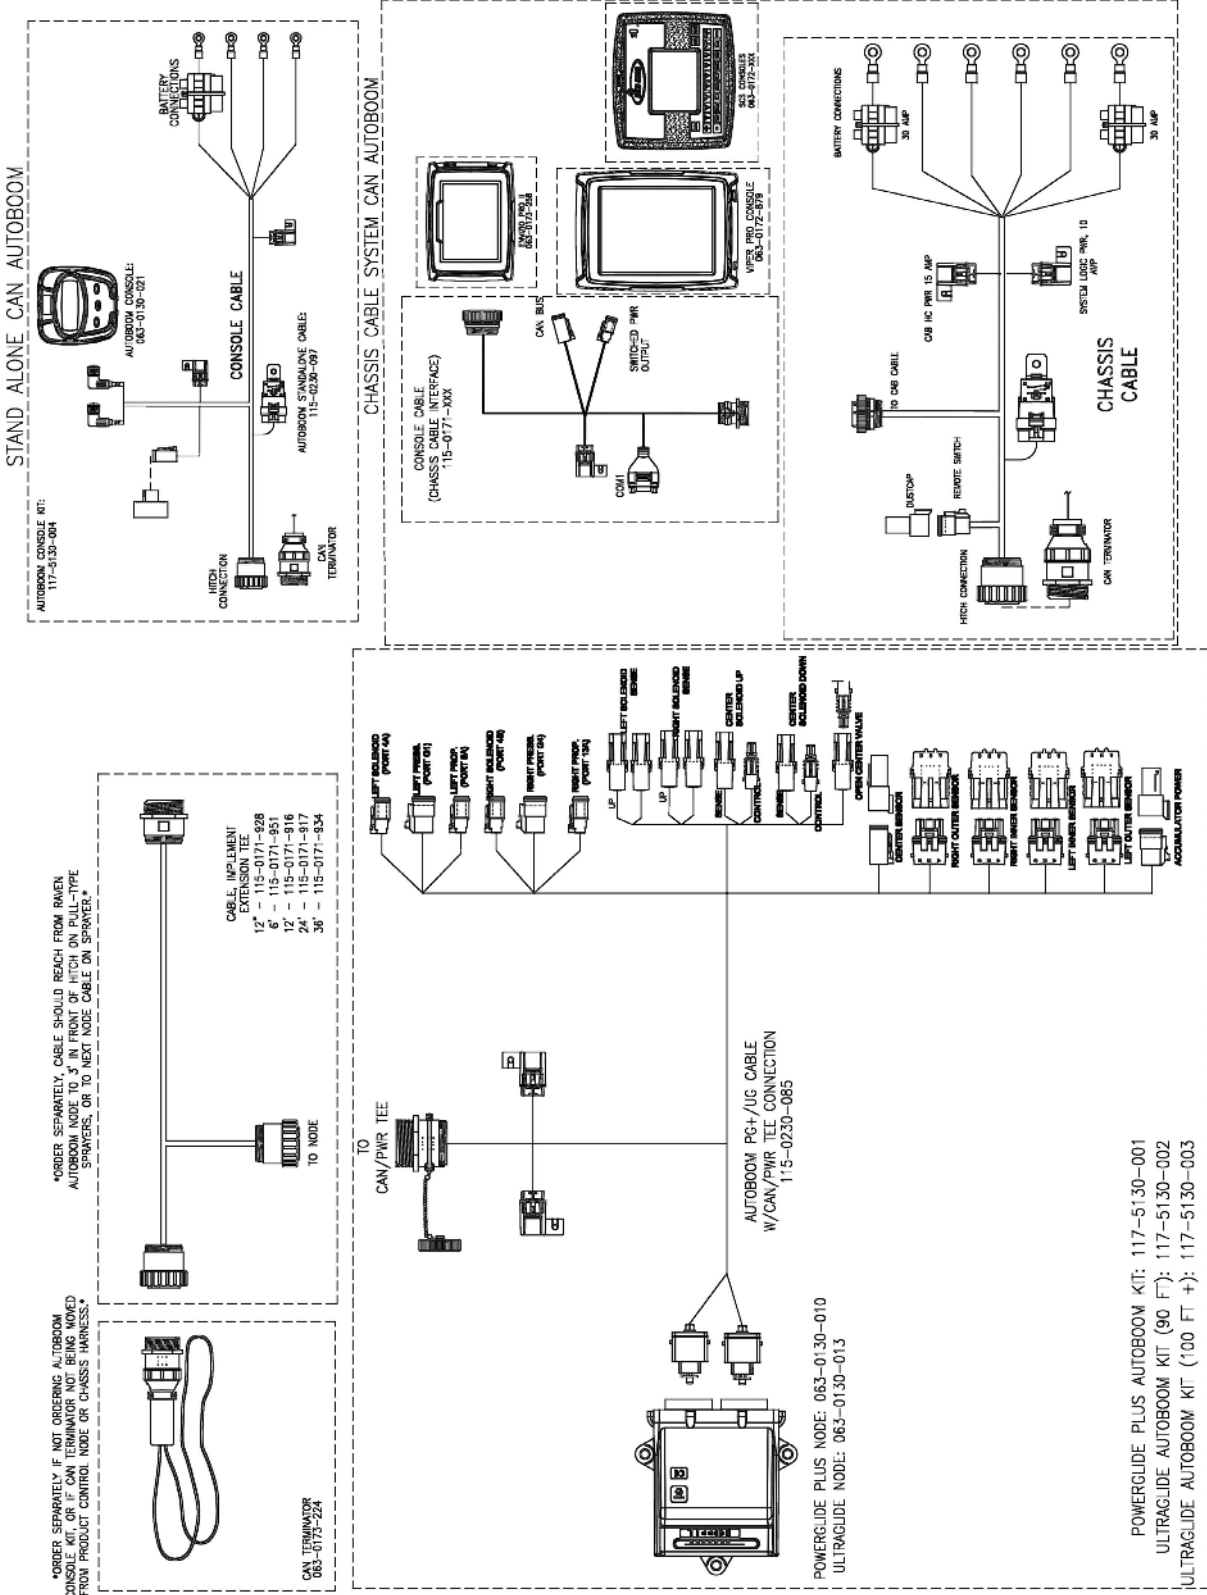 STAND ALONE CAN AUTOBOOM
AUTOBOOM CONSOLE KIT:
117-5130-004
BATTERY
CONNECTIONS
AUTOBOOM CONSOLE:
063-0130-021
CONSOLE CABLE
AUTOBOOM STANDALONE CABLE:
115-0230-097
HITCH
CONNECTION
CAN
TERMINATOR
CHASSIS CABLE SYSTEM CAN AUTOBOOM
CONSOLE CABLE
(CHASSIS CABLE INTERFACE)
115-0171-XXX
CAN BUS
SWITCHED PWR
OUTPUT
COM1
ENVIZIO PRO II
063-0173-258
VIPER PRO CONSOLE
063-0172-879
SCS CONSOLES
063-0172-XXX
BATTERY CONNECTIONS
30 AMP
30 AMP
CAB HC PWR 15 AMP
SYSTEM LOGIC PWR, 10
AMP
TO CAB CABLE
DUSTCAP
REMOTE SWITCH
HITCH CONNECTION
CAN TERMINATOR
CHASSIS
CABLE
*ORDER SEPARATELY IF NOT ORDERING AUTOBOOM
CONSOLE KIT, OR IF CAN TERMINATOR NOT BEING MOVED
FROM PRODUCT CONTROL NODE OR CHASSIS HARNESS.*
CAN TERMINATOR
063-0173-224
*ORDER SEPARATELY, CABLE SHOULD REACH FROM RAVEN
AUTOBOOM NODE TO 3' IN FRONT OF HITCH ON PULL-TYPE
SPRAYERS, OR TO NEXT NODE CABLE ON SPRAYER.*
TO NODE
CABLE, IMPLEMENT
EXTENSION TEE
12" - 115-0171-928
6' - 115-0171-951
12' - 115-0171-916
24' - 115-0171-917
36' - 115-0171-934
TO
CAN/PWR TEE
AUTOBOOM PG+/UG CABLE
W/CAN/PWR TEE CONNECTION
115-0230-085
LEFT SOLENOID
(PORT 4A)
LEFT PRESS.
(PORT G1)
LEFT PROP.
(PORT 8A)
RIGHT SOLENOID
(PORT 4B)
RIGHT PRESS.
(PORT G4)
RIGHT PROP.
(PORT 13A)
UP
LEFT SOLENOID
SENSE
UP
RIGHT SOLENOID
SENSE
SENSE
CENTER
SOLENOID UP
CONTROL
SENSE
CENTER
SOLENOID DOWN
CONTROL
OPEN CENTER VALVE
CENTER SENSOR
RIGHT OUTER SENSOR
RIGHT INNER SENSOR
LEFT INNER SENSOR
LEFT OUTER SENSOR
ACCUMULATOR POWER
POWERGLIDE PLUS NODE: 063-0130-010
ULTRAGLIDE NODE: 063-0130-013
POWERGLIDE PLUS AUTOBOOM KIT: 117-5130-001
ULTRAGLIDE AUTOBOOM KIT (90 FT): 117-5130-002
ULTRAGLIDE AUTOBOOM KIT (100 FT +): 117-5130-003